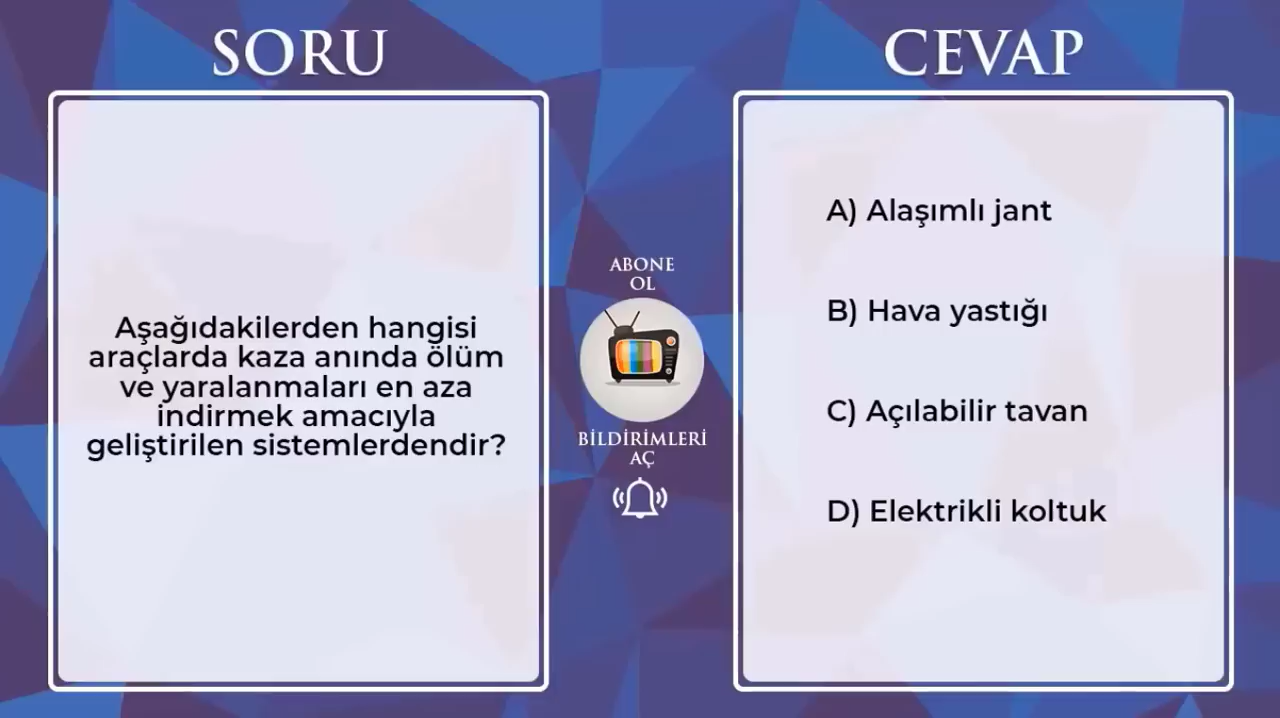 SORU
Aşağıdakilerden hangisi
araçlarda kaza anında ölüm
ve yaralanmaları en aza
indirmek amacıyla
geliştirilen sistemlerdendir?
ABONE
OL
BİLDİRİMLERİ
AÇ
CEVAP
A) Alaşımlı jant
B) Hava yastığı
C) Açılabilir tavan
D) Elektrikli koltuk